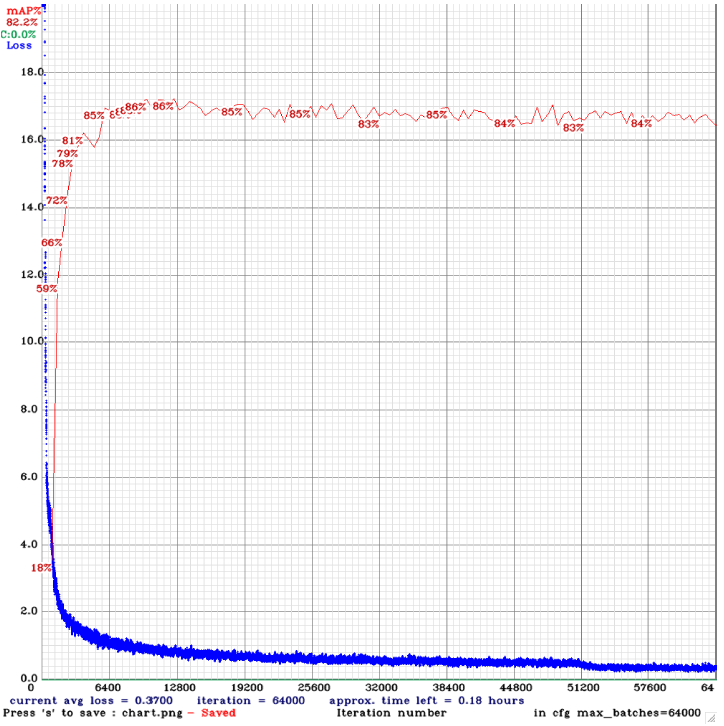 mAP%
82.2%
C:0.0%
Loss
18.0
86% 86%
85% 85% 85% 85%
83% 84% 83% 84%
16.0 81%
79%
78%
72%
14.0
66%
12.0
59%
10.0
8.0
6.0
4.0
18%
2.0
0.0
0 6400 12800 19200 25600 32000 38400 44800 51200 57600 64
current avg loss = 0.3700 iteration = 64000 approx. time left = 0.18 hours
Press 's' to save : chart.png - Saved Iteration number in cfg max_batches=64000